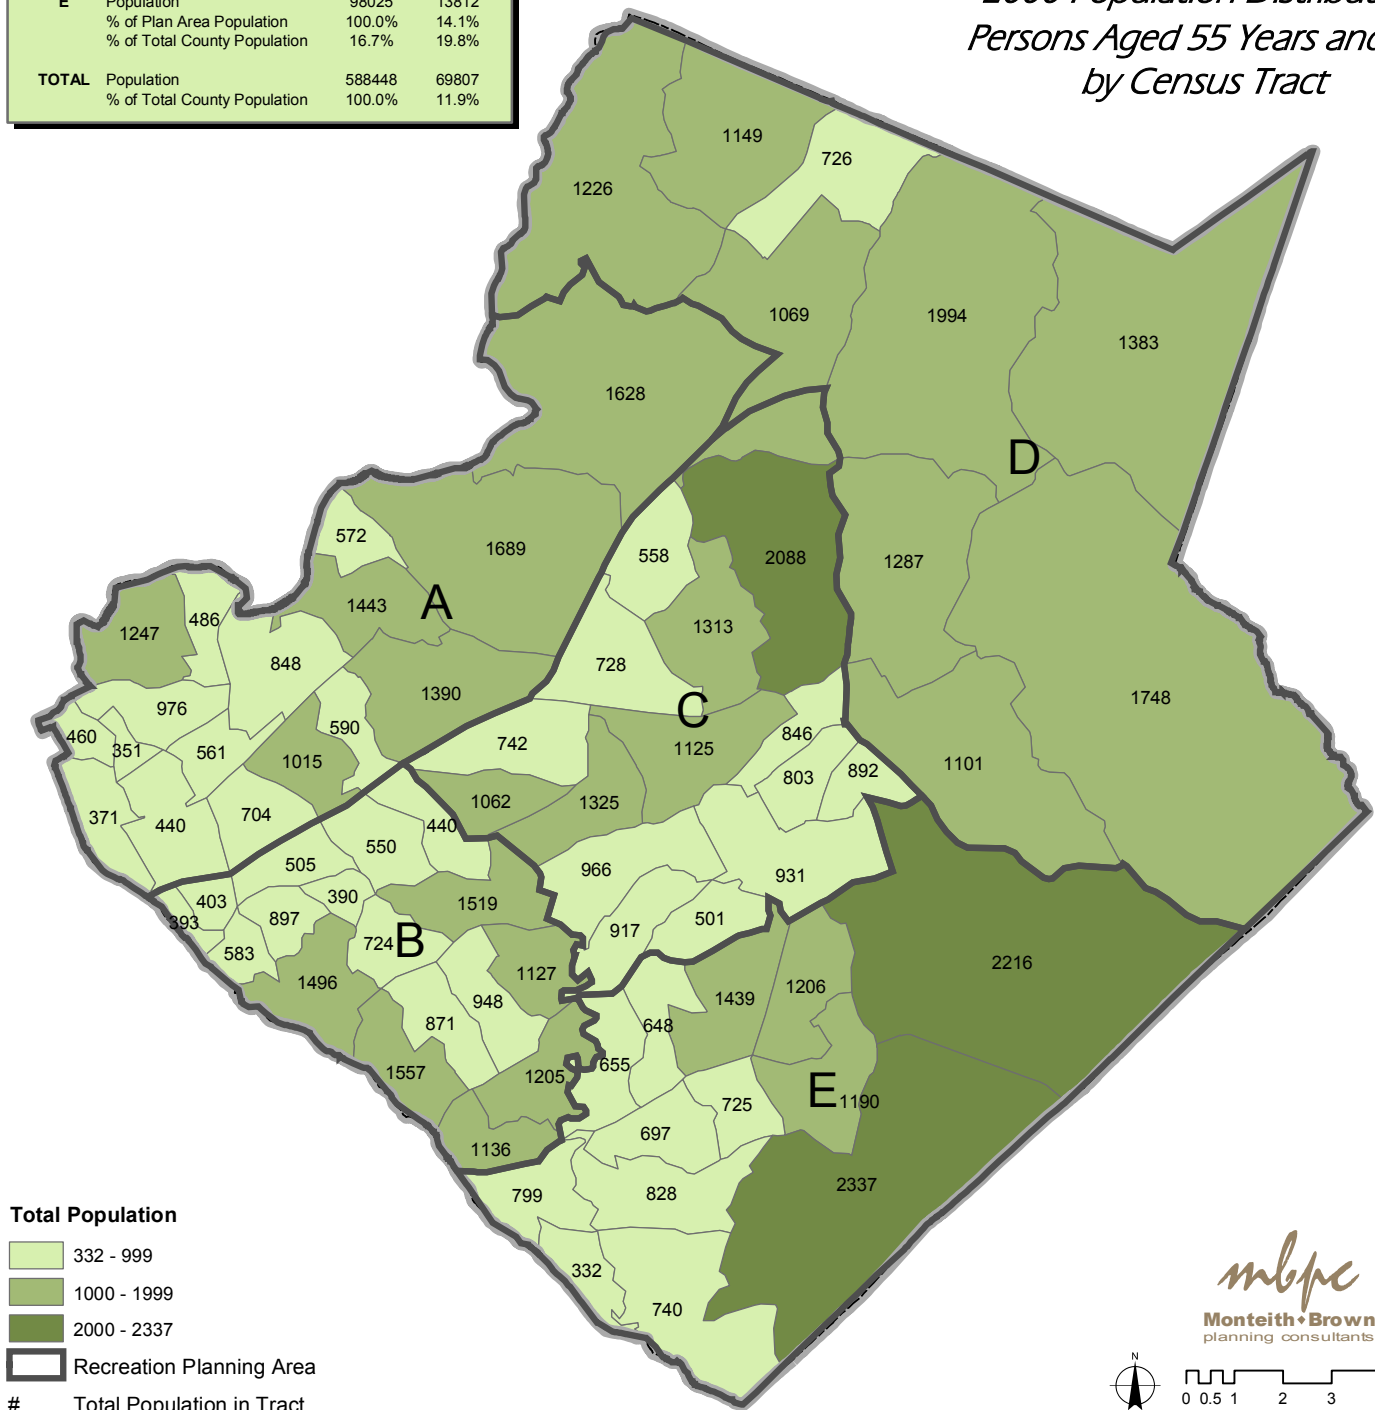 E Population 98025 13812
% of Plan Area Population 100.0% 14.1%
% of Total County Population 16.7% 19.8%
TOTAL Population 588448 69807
% of Total County Population 100.0% 11.9%
2000 Population
Persons Aged 55 Years
by Census Tract
1149
726
1226
1069
1994
1383
1628
D
572
1689
558
2088
1287
1443
A
1247
486
848
1313
728
1390
1748
976
C
590
460
351
561
742
1125
846
1015
803
892
1101
1062
1325
371
440
704
440
550
505
966
931
390
403
1519
393
897
501
917
724
B
583
2216
1127
1496
1206
1439
948
871
648
655
1557
1205
E
1190
725
697
1136
2337
799
828
332
740
Total Population
332 - 999
1000 - 1999
2000 - 2337
Recreation Planning Area
# Total Population in Tract
mbpc
Monteith Brown
planning consultants
N
0 0.5 1 2 3